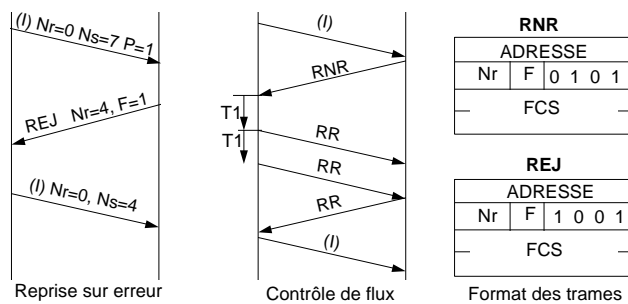 (I) Nr=0 Ns=7 P=1
REJ Nr=4, F=1
(I) Nr=0, Ns=4
Reprise sur erreur
(I)
RNR
T1
T1
RR
RR
RR
(I)
Contrôle de flux
RNR
ADRESSE
Nr F 0 1 0 1
FCS
REJ
ADRESSE
Nr F 1 0 0 1
FCS
Format des trames